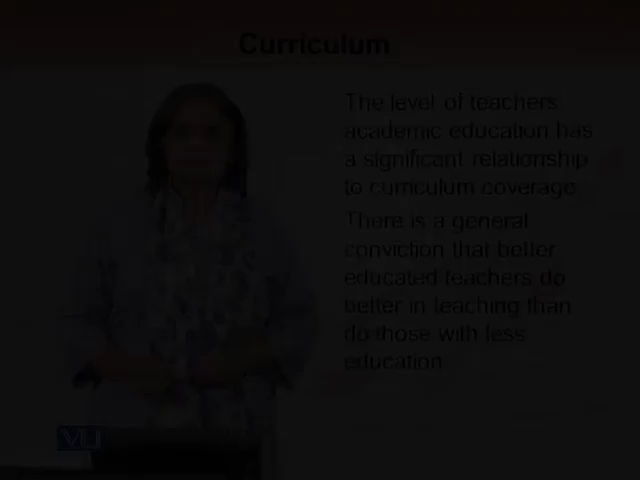 Curriculum
The level of teachers
academic education has
a significant relationship
to curriculum coverage.
There is a general
conviction that better
educated teachers do
better in teaching than
do those with less
education
VU